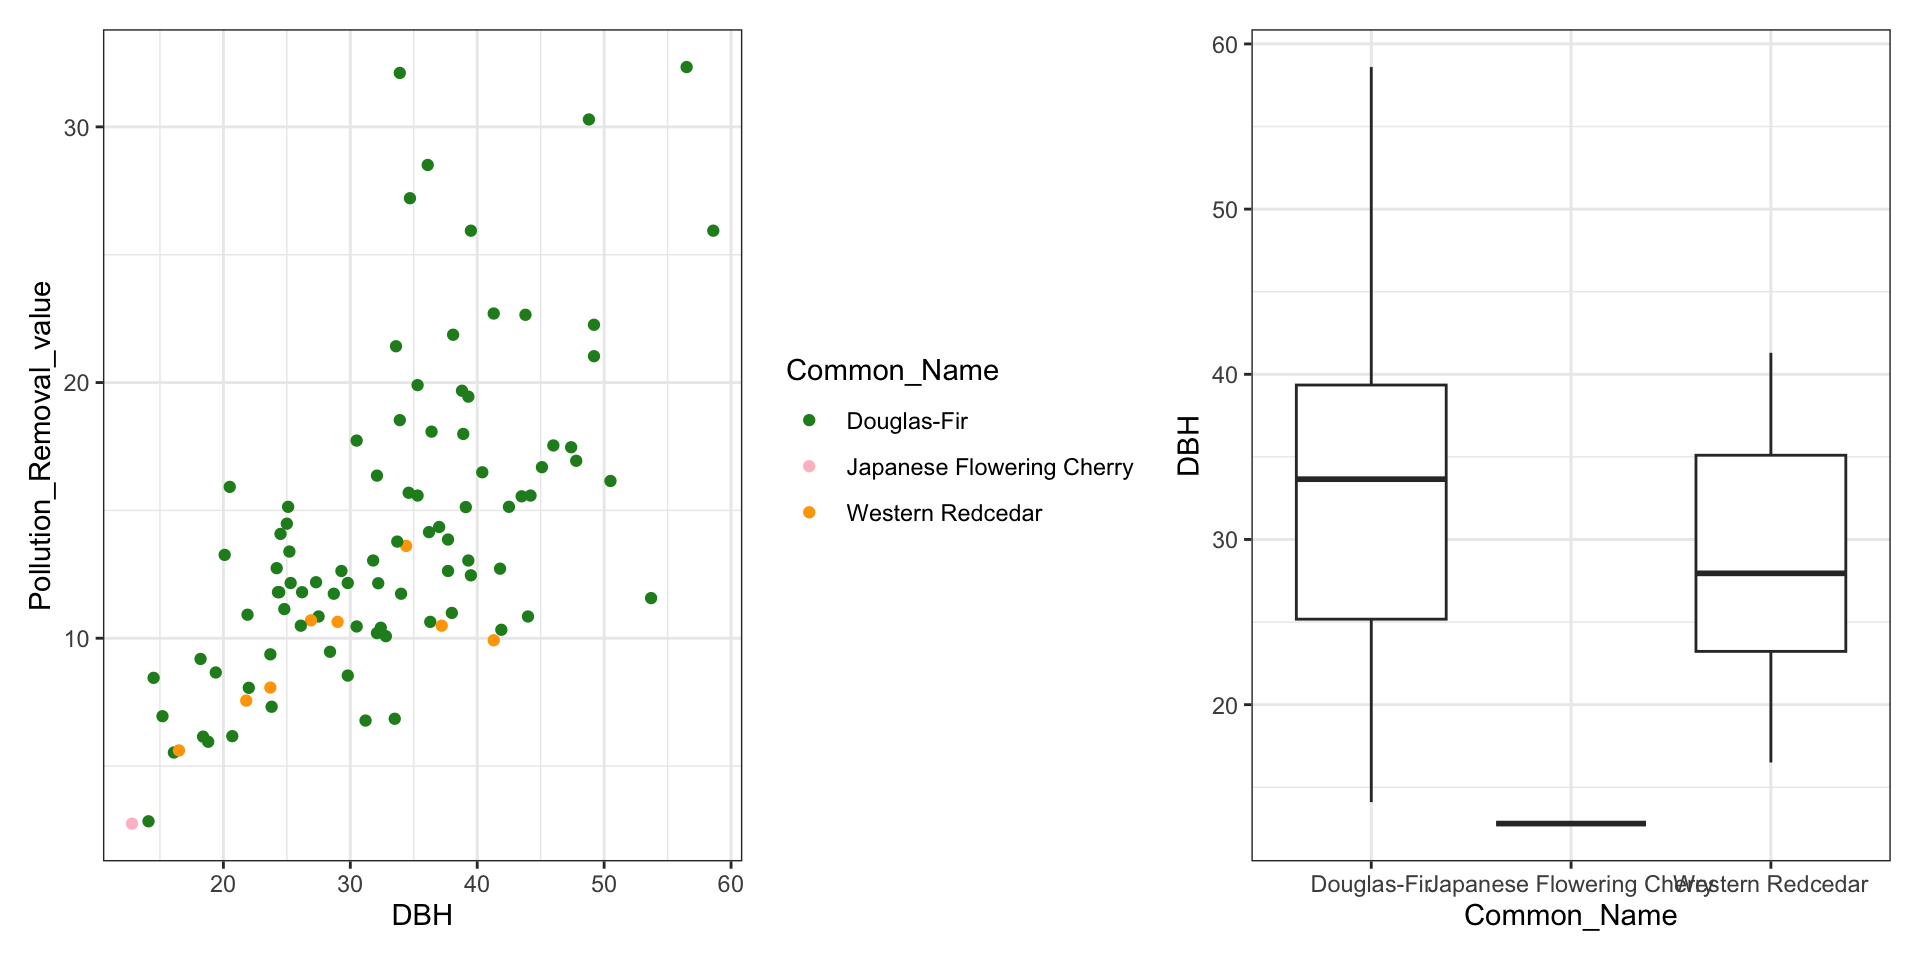 Pollution_Removal_value
30
20
10
20 30 40 50 60
DBH
Common_Name
Douglas-Fir
Japanese Flowering Cherry
Western Redcedar
DBH
60
50
40
30
20
Douglas-Fir Japanese Flowering Cherry Western Redcedar
Common_Name